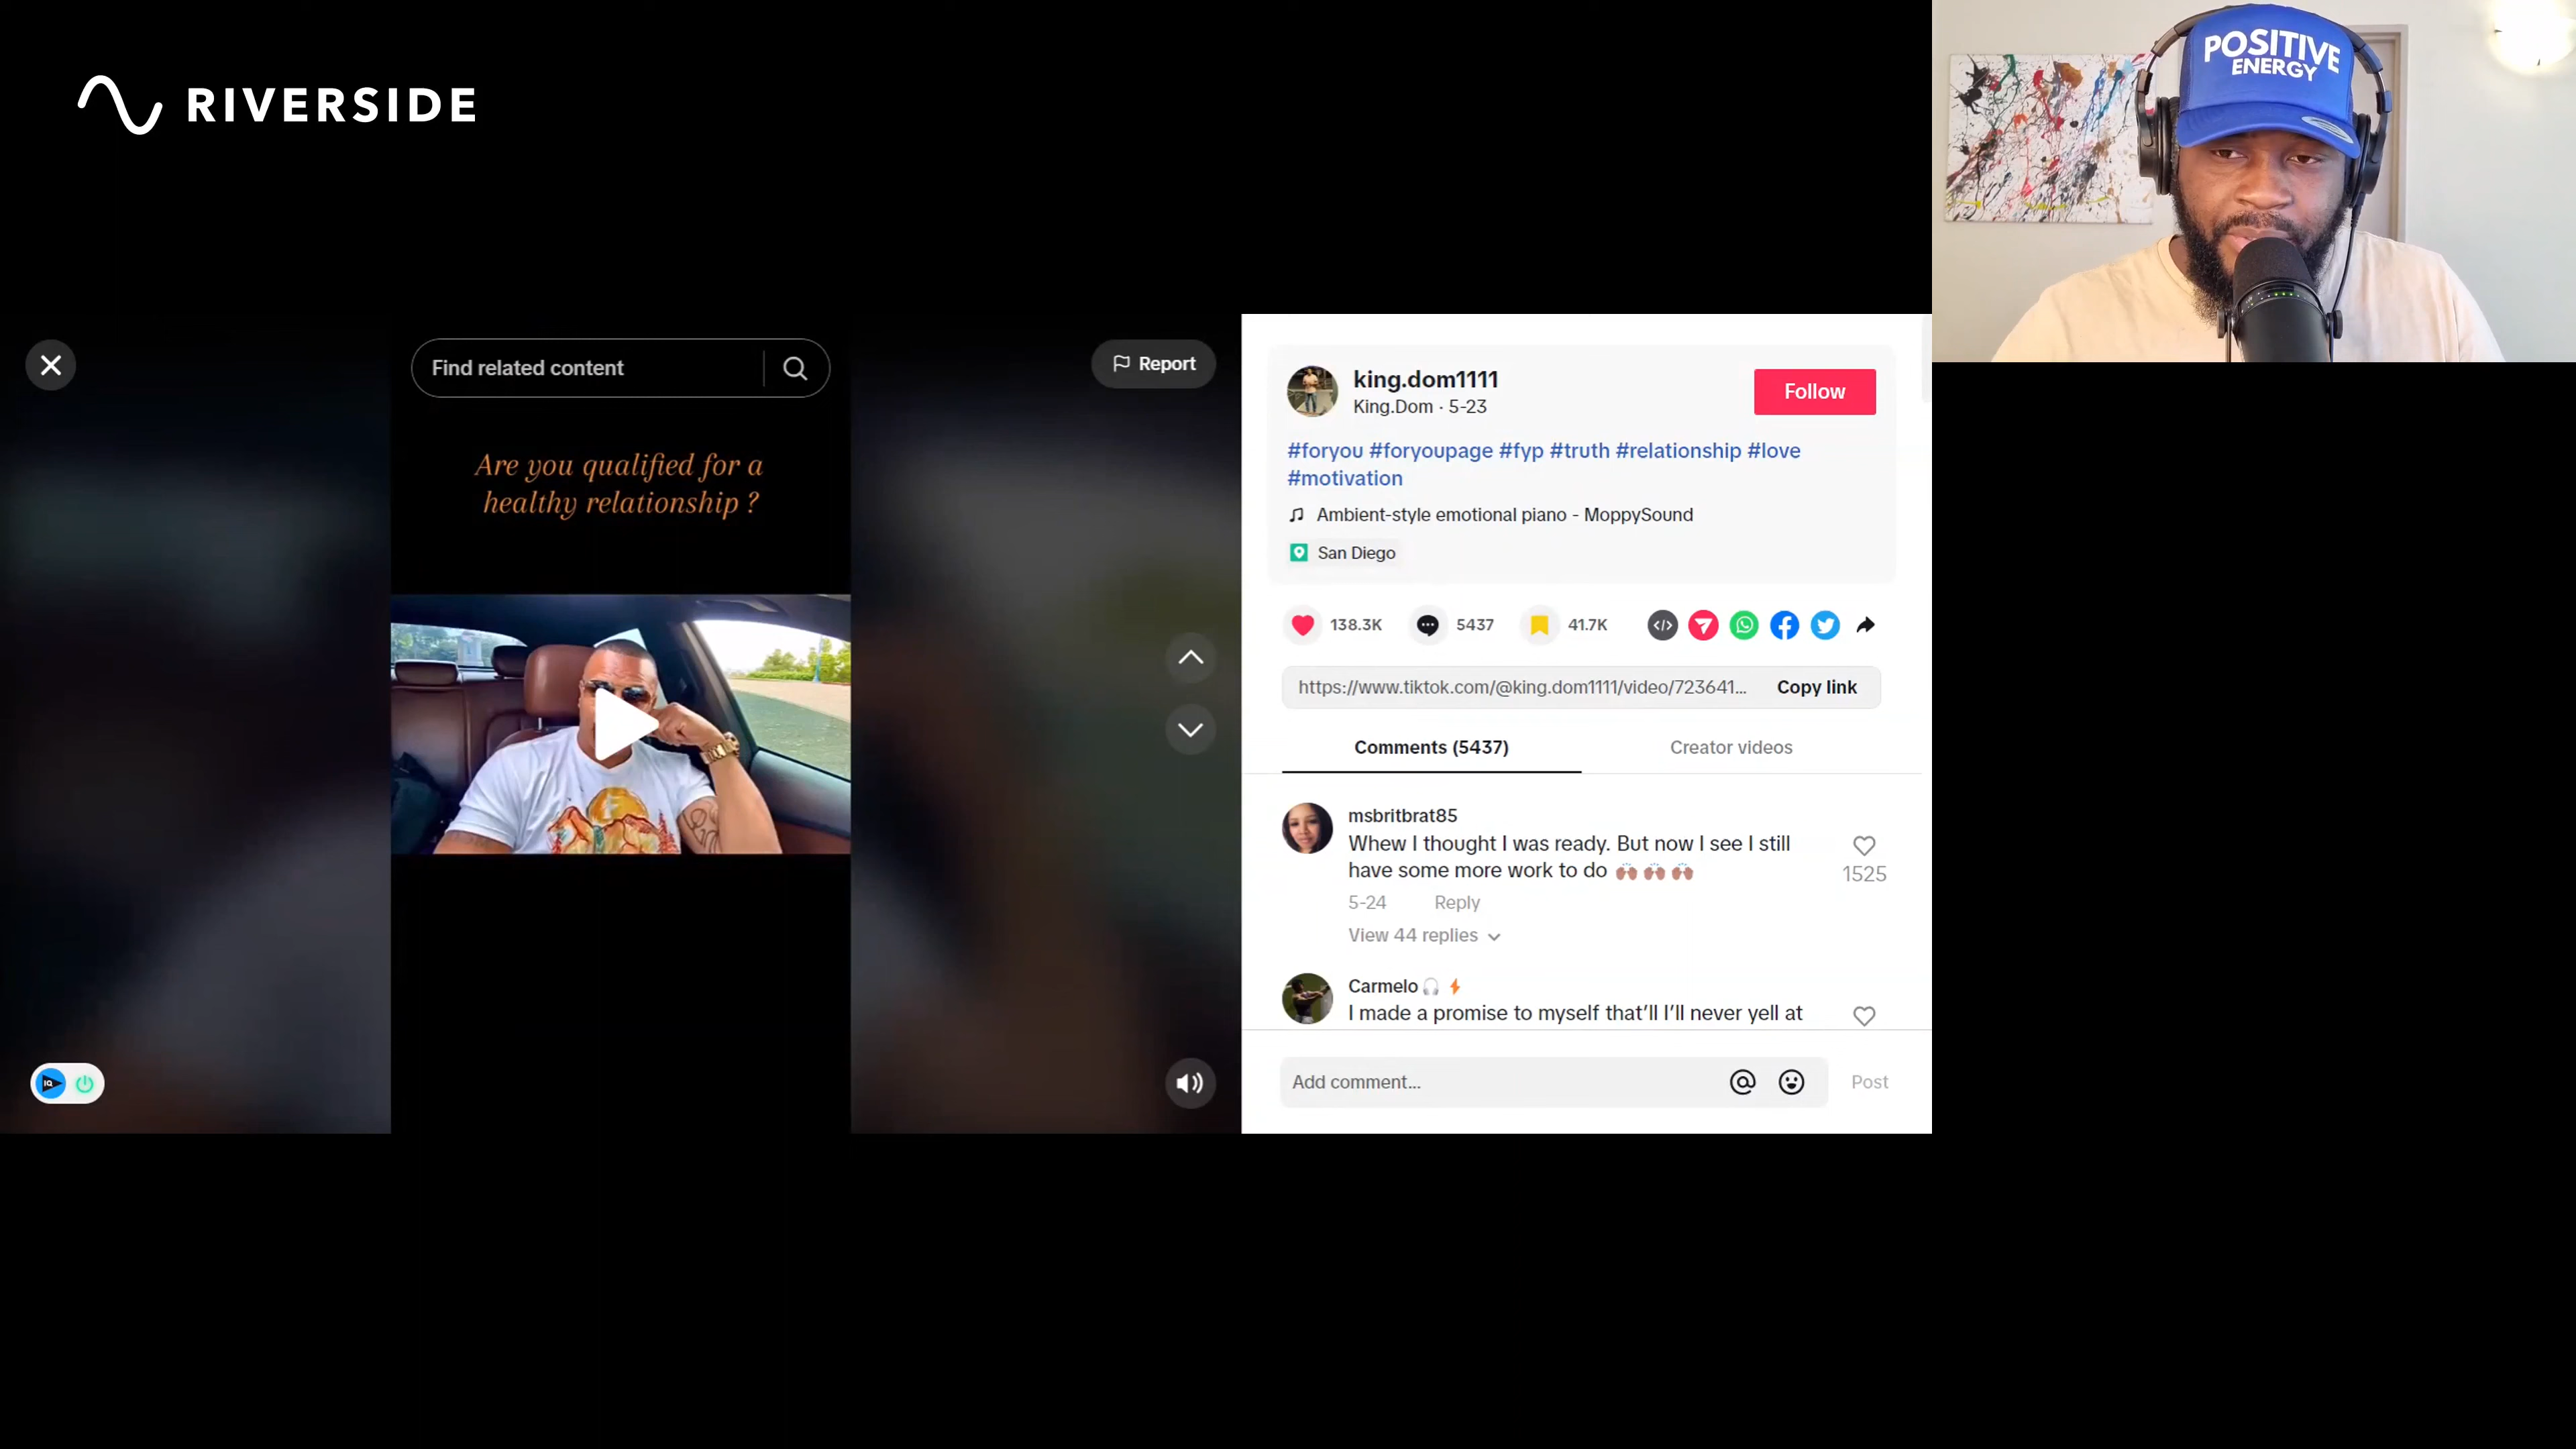 RIVERSIDE
POSITIVE
ENERGY
Find related content
Report
Are you qualified for a
healthy relationship ?
IQ
king.dom1111
King.Dom · 5-23
Follow
#foryou #foryoupage #fyp #truth #relationship #love
#motivation
Ambient-style emotional piano - MoppySound
San Diego
138.3K
5437
41.7K
https://www.tiktok.com/@king.dom1111/video/723641...
Copy link
Comments (5437)
Creator videos
msbritbrat85
Whew I thought I was ready. But now I see I still
have some more work to do 🙌🏽 🙌🏽 🙌🏽
1525
5-24
Reply
View 44 replies
Carmelo🎧⚡
I made a promise to myself that'll I'll never yell at
Add comment...
Post